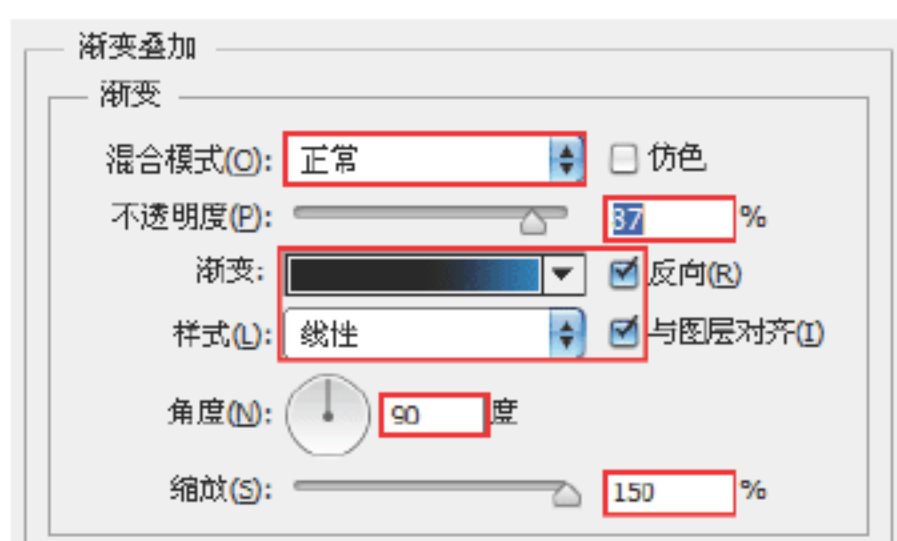 渐变叠加
渐变
混合模式(O): 正常 仿色
不透明度(P): 87 %
渐变: 反向(R)
样式(L): 线性 与图层对齐(I)
角度(N): 90 度
缩放(S): 150 %